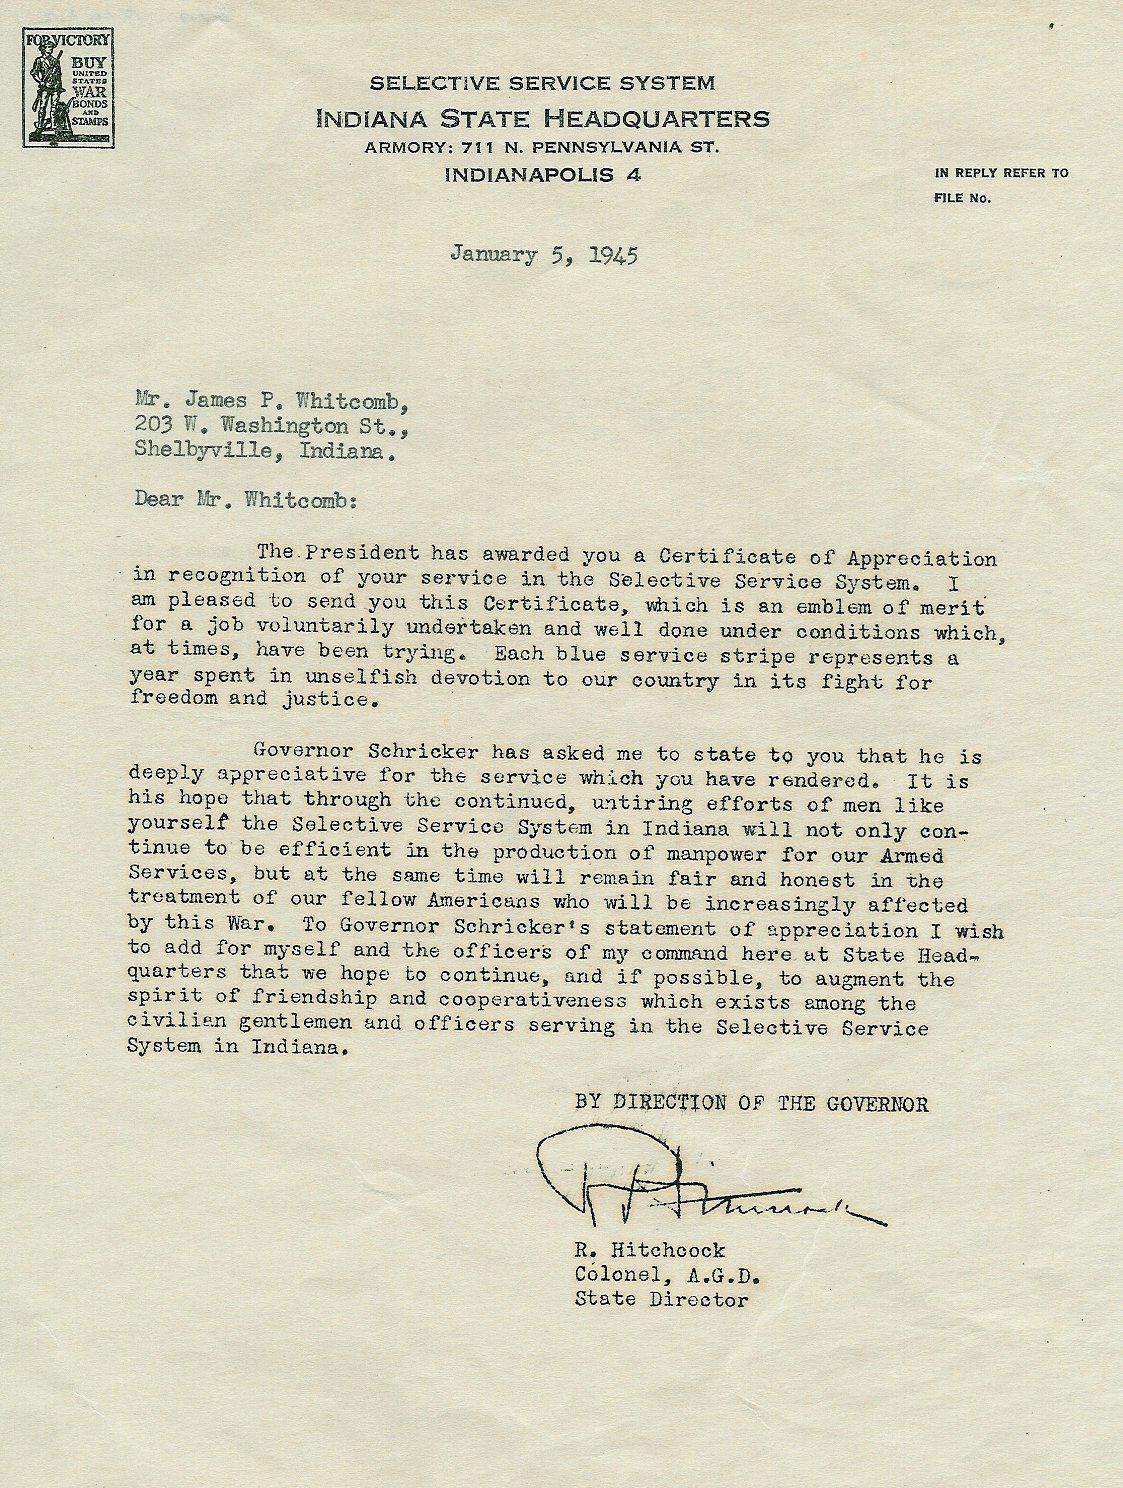 FOR VICTORY
BUY
UNITED
STATES
WAR
BONDS
AND
STAMPS
SELECTIVE SERVICE SYSTEM
INDIANA STATE HEADQUARTERS
ARMORY: 711 N. PENNSYLVANIA ST.
INDIANAPOLIS 4
IN REPLY REFER TO
FILE No.
January 5, 1945
Mr. James P. Whitcomb,
203 W. Washington St.,
Shelbyville, Indiana.
Dear Mr. Whitcomb:
The President has awarded you a Certificate of Appreciation
in recognition of your service in the Selective Service System. I
am pleased to send you this Certificate, which is an emblem of merit
for a job voluntarily undertaken and well done under conditions which,
at times, have been trying. Each blue service stripe represents a
year spent in unselfish devotion to our country in its fight for
freedom and justice.
Governor Schricker has asked me to state to you that he is
deeply appreciative for the service which you have rendered. It is
his hope that through the continued, untiring efforts of men like
yourself the Selective Service System in Indiana will not only con-
tinue to be efficient in the production of manpower for our Armed
Services, but at the same time will remain fair and honest in the
treatment of our fellow Americans who will be increasingly affected
by this War. To Governor Schricker's statement of appreciation I wish
to add for myself and the officers of my command here at State Head-
quarters that we hope to continue, and if possible, to augment the
spirit of friendship and cooperativeness which exists among the
civilian gentlemen and officers serving in the Selective Service
System in Indiana.
BY DIRECTION OF THE GOVERNOR
R. Hitchcock
R. Hitchcock
Colonel, A.G.D.
State Director